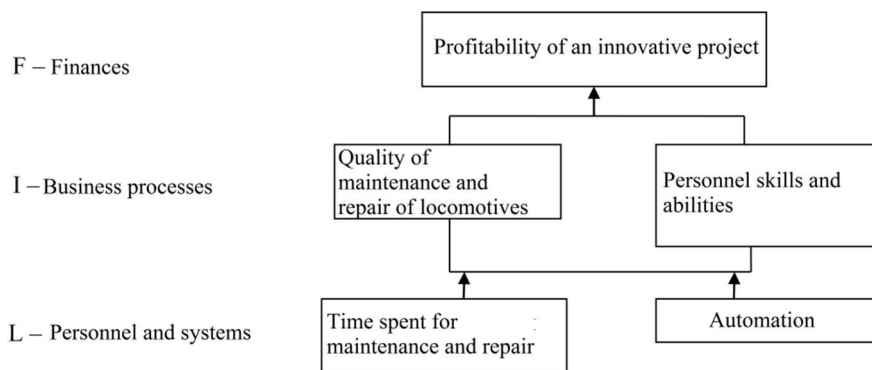 Profitability of an innovative project
F – Finances
Quality of
maintenance and
repair of locomotives
Personnel skills and
abilities
I – Business processes
Time spent for
maintenance and repair
Automation
L – Personnel and systems